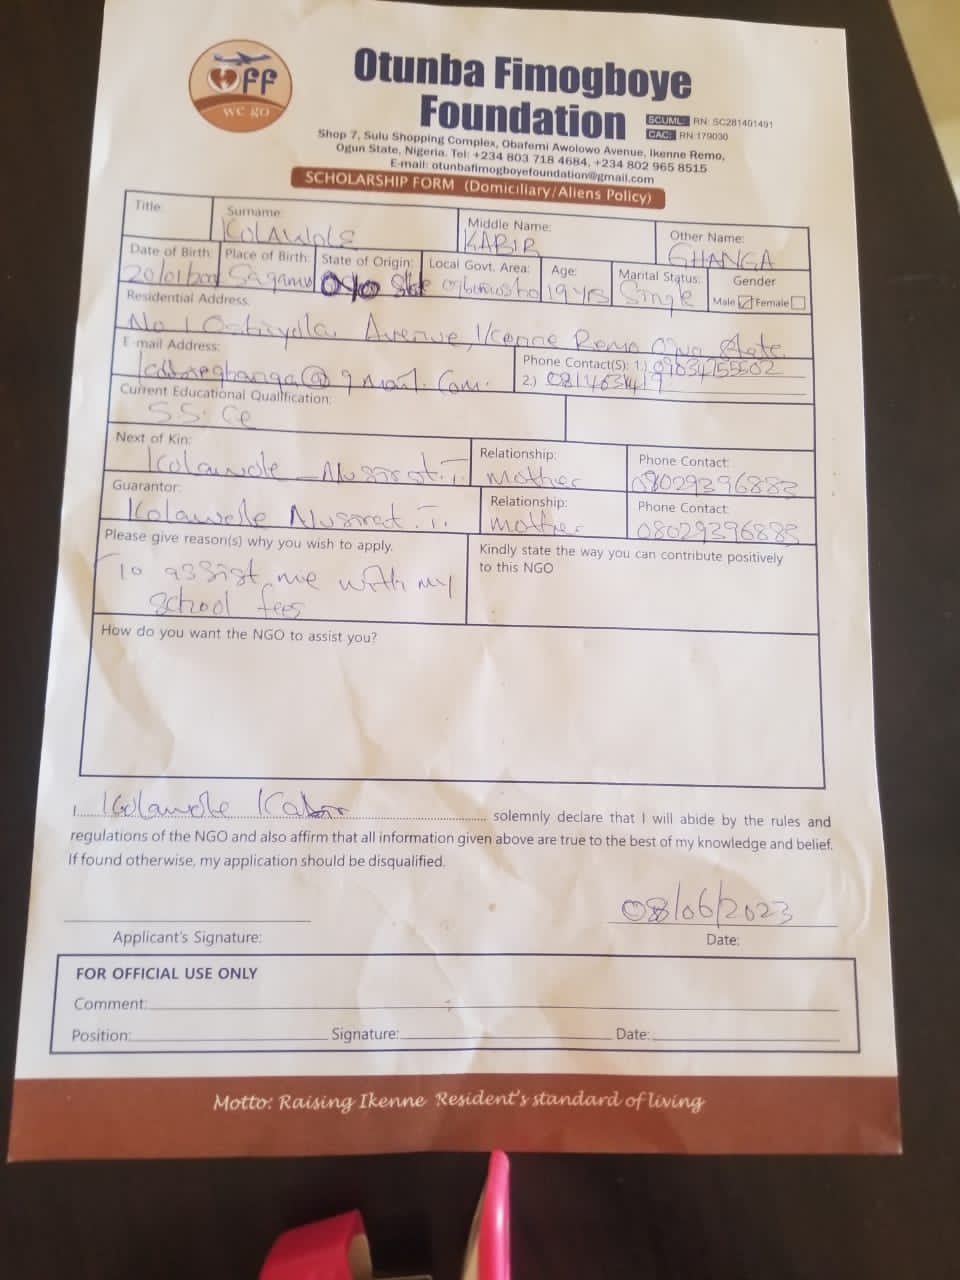 OFF
we go
Otunba Fimogboye
Foundation
SCUML: RN: SC281401491
CAC: RN:179030
Shop 7, Sulu Shopping Complex, Obafemi Awolowo Avenue, Ikenne Remo,
Ogun State, Nigeria. Tel: +234 803 718 4684, +234 802 965 8515
E-mail: otunbafimogboyefoundation@gmail.com
SCHOLARSHIP FORM (Domiciliary/Aliens Policy)
Title: Surname: Middle Name: Other Name:
KOLAWOLE KABIR GHANGA
Date of Birth: Place of Birth: State of Origin: Local Govt. Area: Age: Marital Status: Gender
Sagamu Oyo State 19 yrs Single Male Female
Residential Address:
No 1 Avenue, Ikenne Remo Ogun State
E-mail Address: Phone Contact(S): 1.)
@gmail.com. 2.)
Current Educational Qualification:
S.S. Ce
Next of Kin: Relationship: Phone Contact:
Kolawole mother 08029396883
Guarantor: Relationship: Phone Contact:
Kolawole Nusirat .T. mother 08029396883
Please give reason(s) why you wish to apply. Kindly state the way you can contribute positively
to this NGO
To assist me with my
school fees
How do you want the NGO to assist you?
I Kolawole Kabir solemnly declare that I will abide by the rules and
regulations of the NGO and also affirm that all information given above are true to the best of my knowledge and belief.
If found otherwise, my application should be disqualified.
08/06/2023
Applicant's Signature: Date:
FOR OFFICIAL USE ONLY
Comment:
Position: Signature: Date:
Motto: Raising Ikenne Resident's standard of living